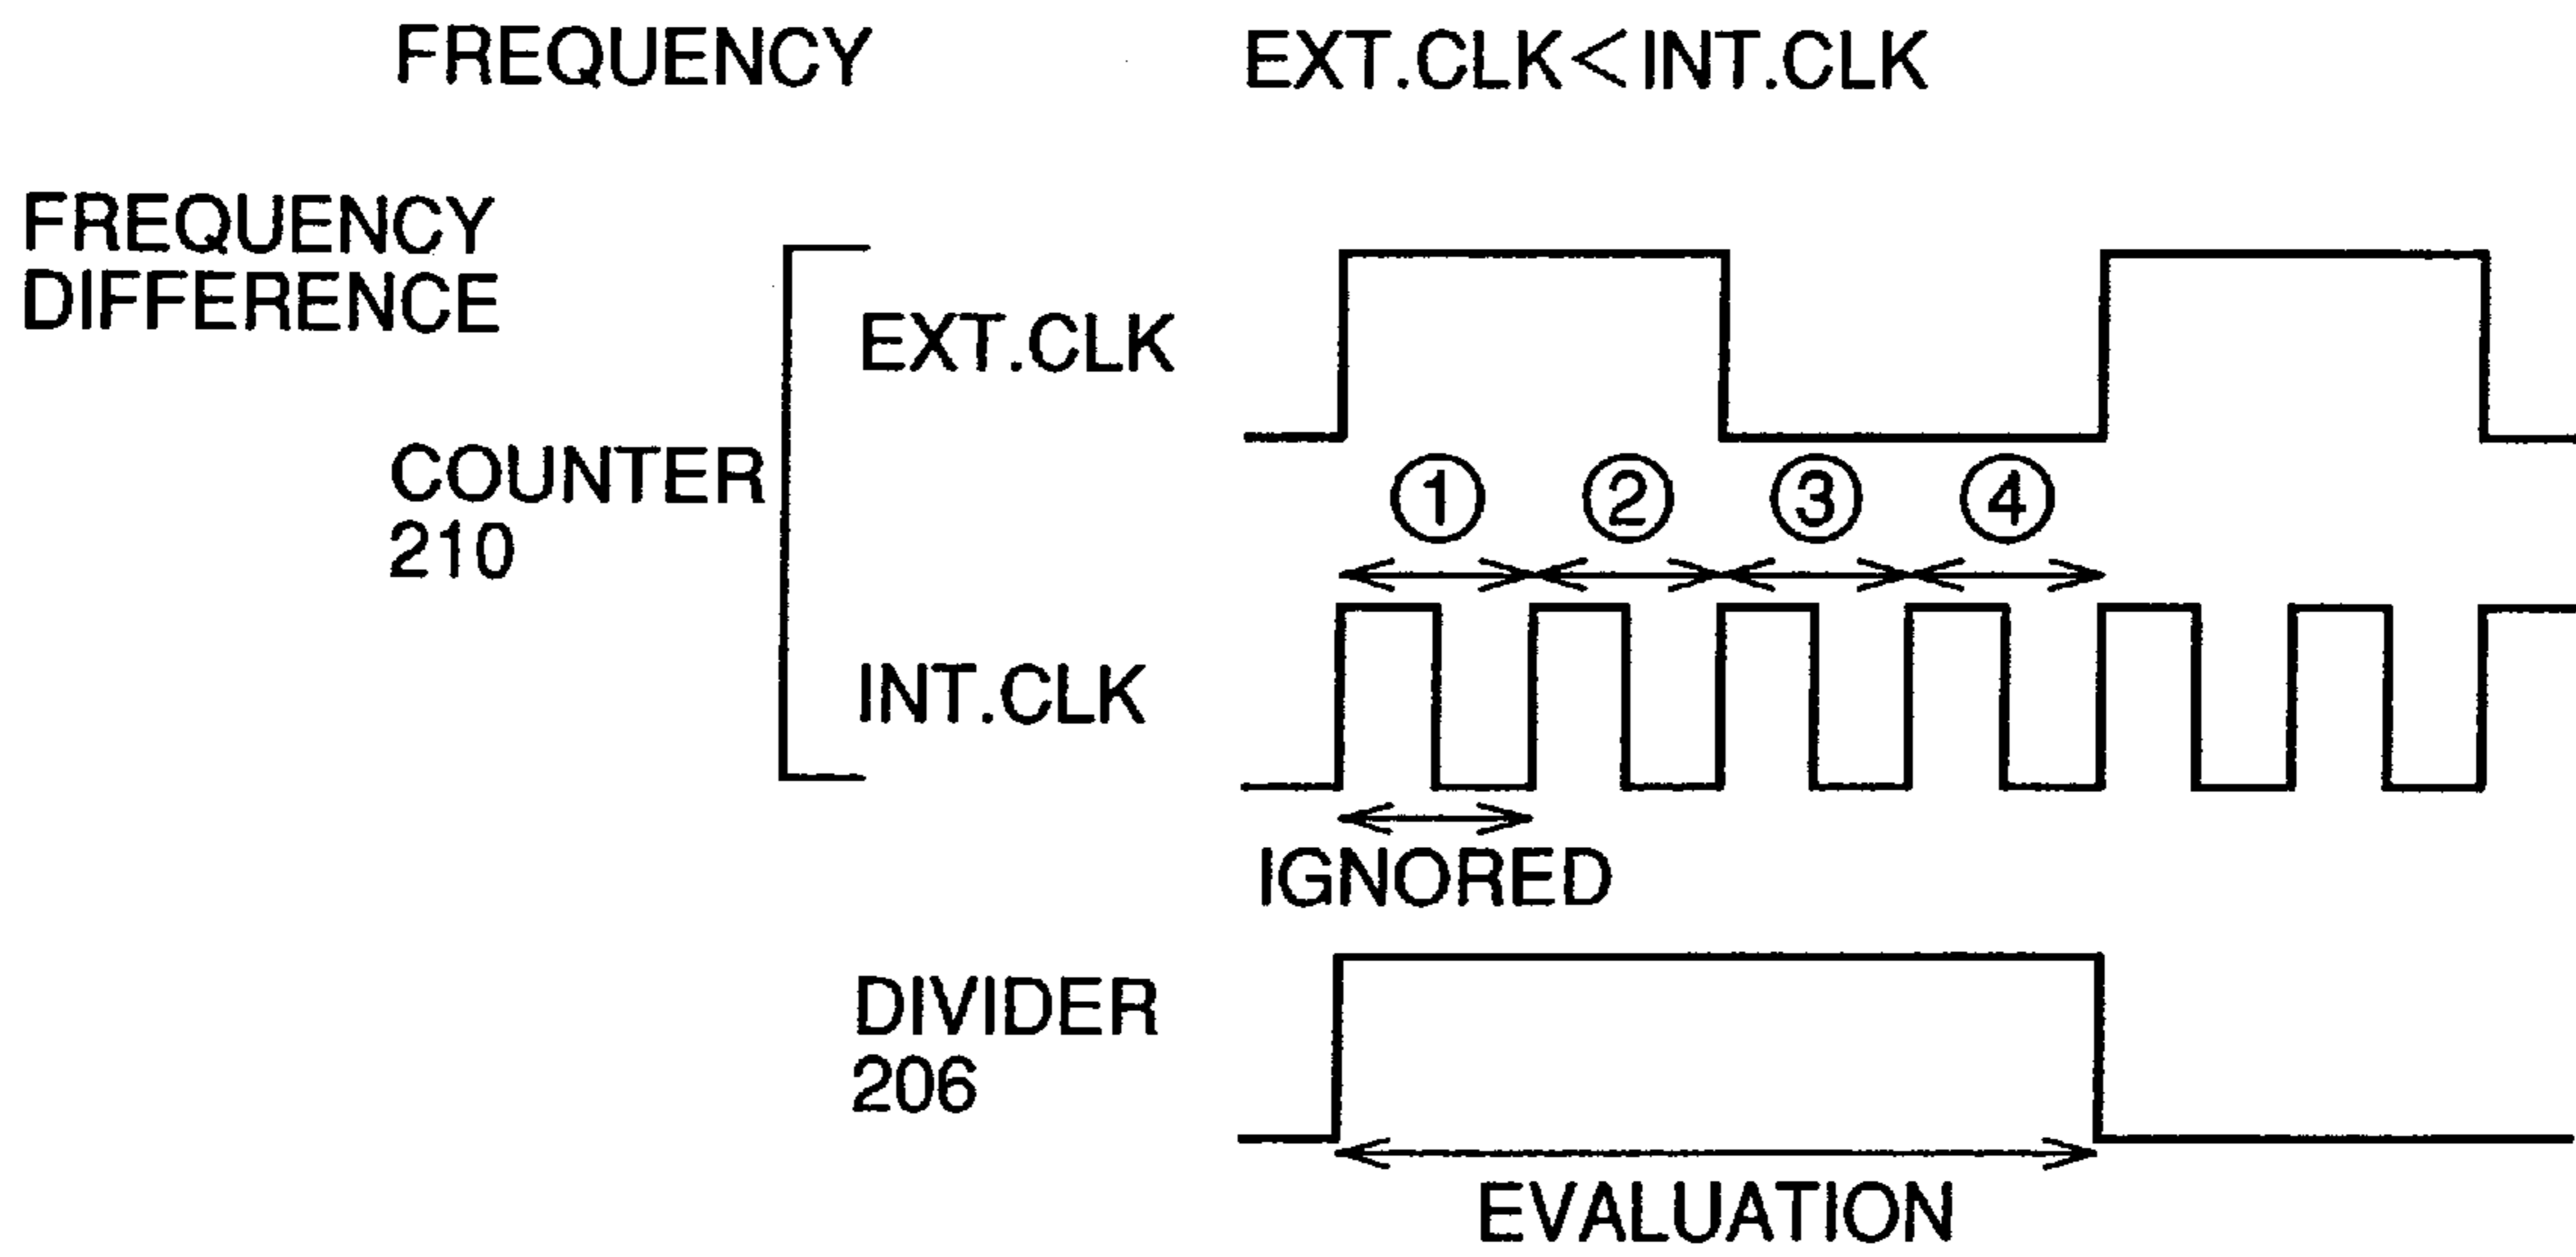 FREQUENCY
EXT.CLK<INT.CLK
FREQUENCY
DIFFERENCE
EXT.CLK
COUNTER
210
① ② ③ ④
INT.CLK
IGNORED
DIVIDER
206
EVALUATION